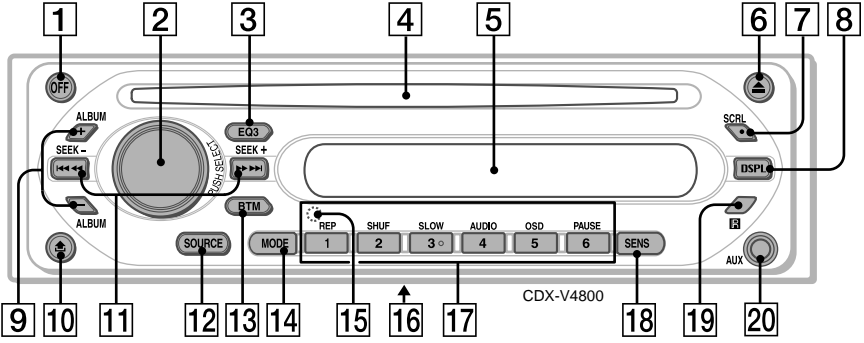 1 2 3 4 5 6 7 8
OFF
ALBUM
+
EQ3
SCRL
SEEK –
SEEK +
PUSH SELECT
DSPL
–
ALBUM
BTM
R
REP SHUF SLOW AUDIO OSD PAUSE
SOURCE MODE 1 2 3 4 5 6 SENS
AUX
CDX-V4800
9 10 11 12 13 14 15 16 17 18 19 20